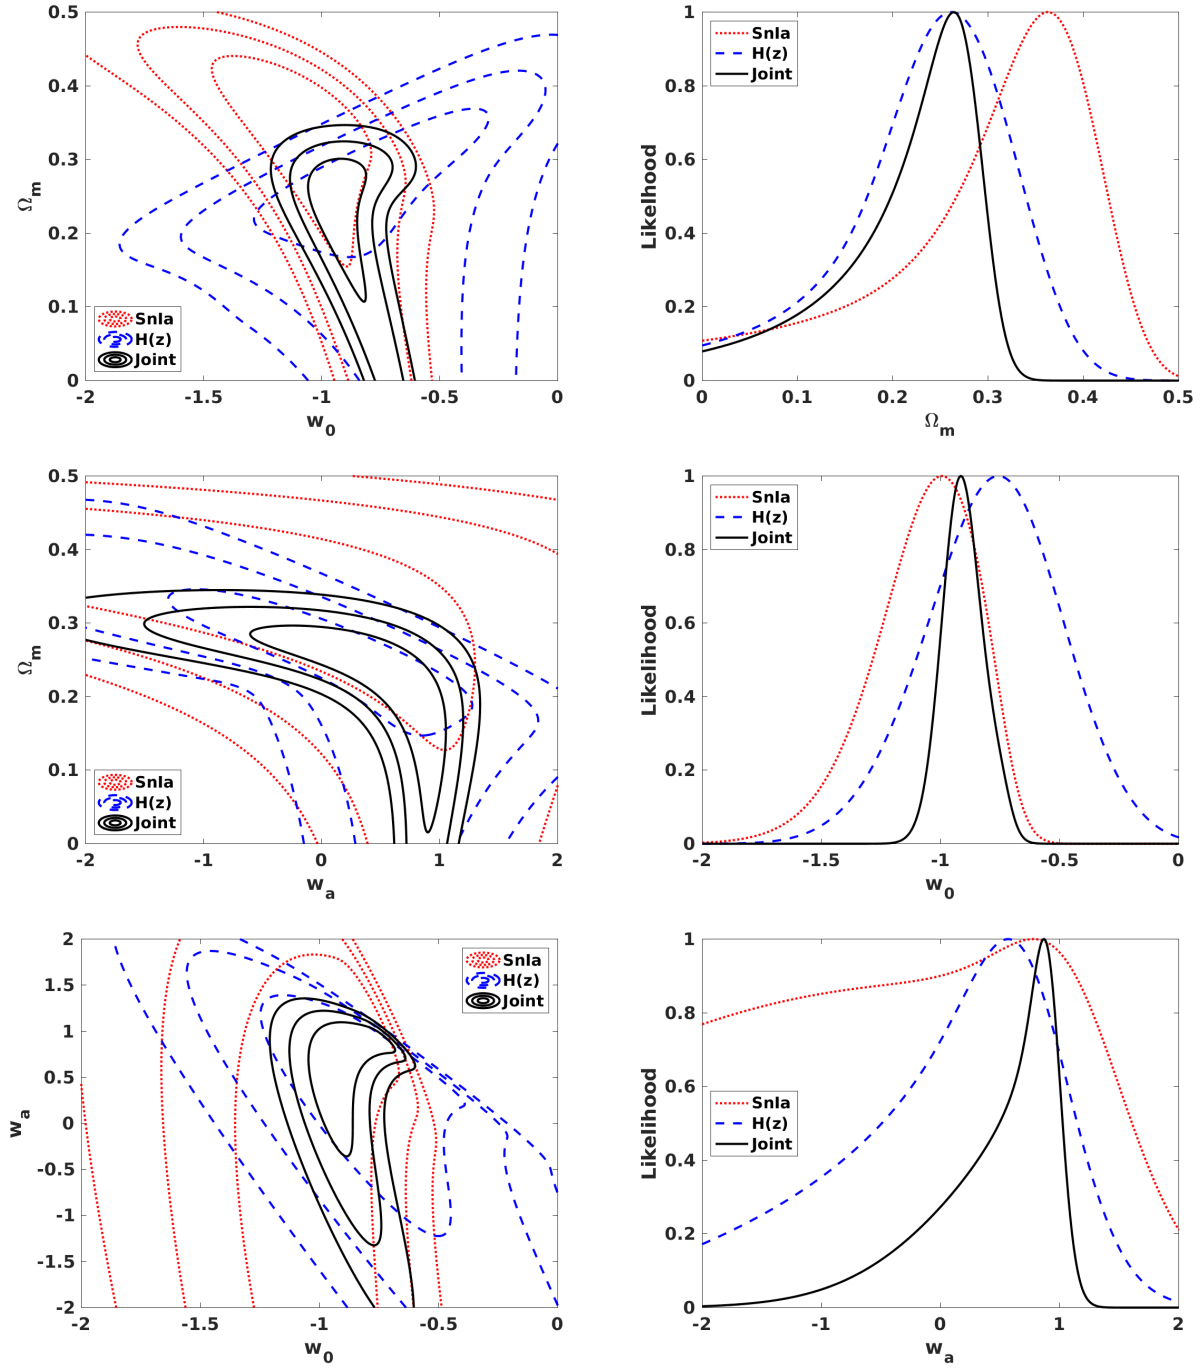 0.5
0.4
0.3
0.2
0.1
0
Ωm
SnIa
H(z)
Joint
-2 -1.5 -1 -0.5 0
w0
1
0.8
0.6
0.4
0.2
0
Likelhood
SnIa
H(z)
Joint
0 0.1 0.2 0.3 0.4 0.5
Ωm
0.5
0.4
0.3
0.2
0.1
0
Ωm
SnIa
H(z)
Joint
-2 -1 0 1 2
wa
1
0.8
0.6
0.4
0.2
0
Likelihood
SnIa
H(z)
Joint
-2 -1.5 -1 -0.5 0
w0
2
1.5
1
0.5
0
-0.5
-1
-1.5
-2
wa
SnIa
H(z)
Joint
-2 -1.5 -1 -0.5 0
w0
1
0.8
0.6
0.4
0.2
0
Likelihood
SnIa
H(z)
Joint
-2 -1 0 1 2
wa